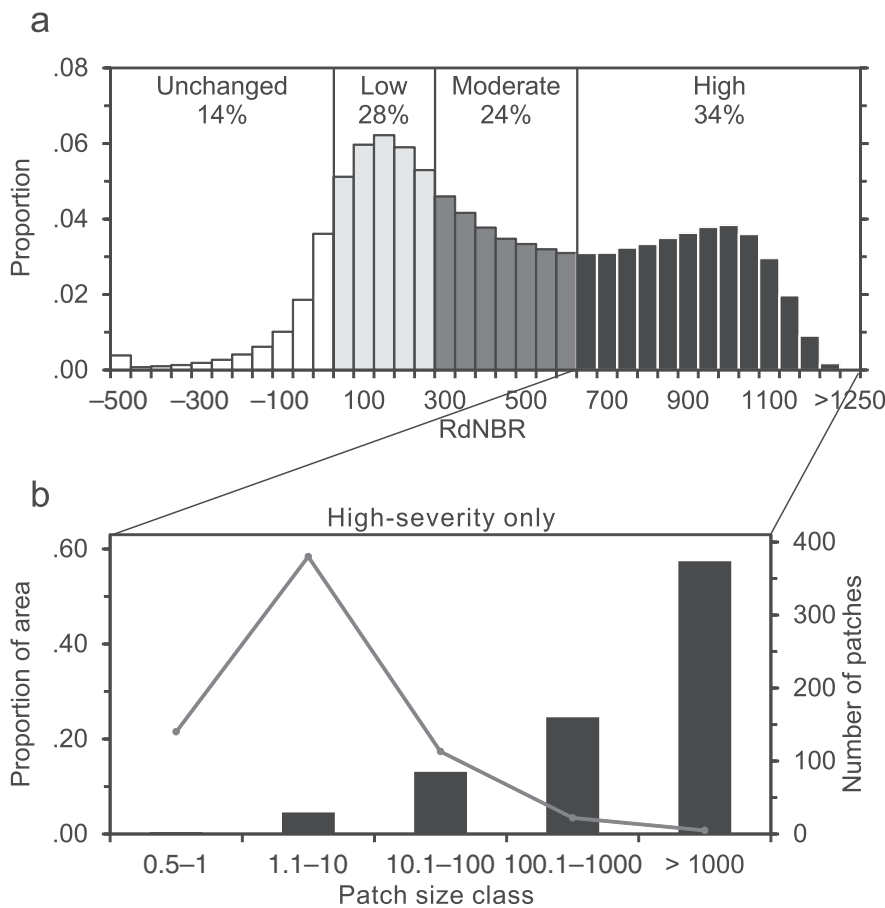 a
.08
.06
.04
.02
.00
Proportion
Unchanged
14%
Low
28%
Moderate
24%
High
34%
–500 –300 –100 100 300 500 700 900 1100 >1250
RdNBR
b
High-severity only
.60
.40
.20
.00
Proportion of area
400
300
200
100
0
Number of patches
0.5–1 1.1–10 10.1–100 100.1–1000 > 1000
Patch size class